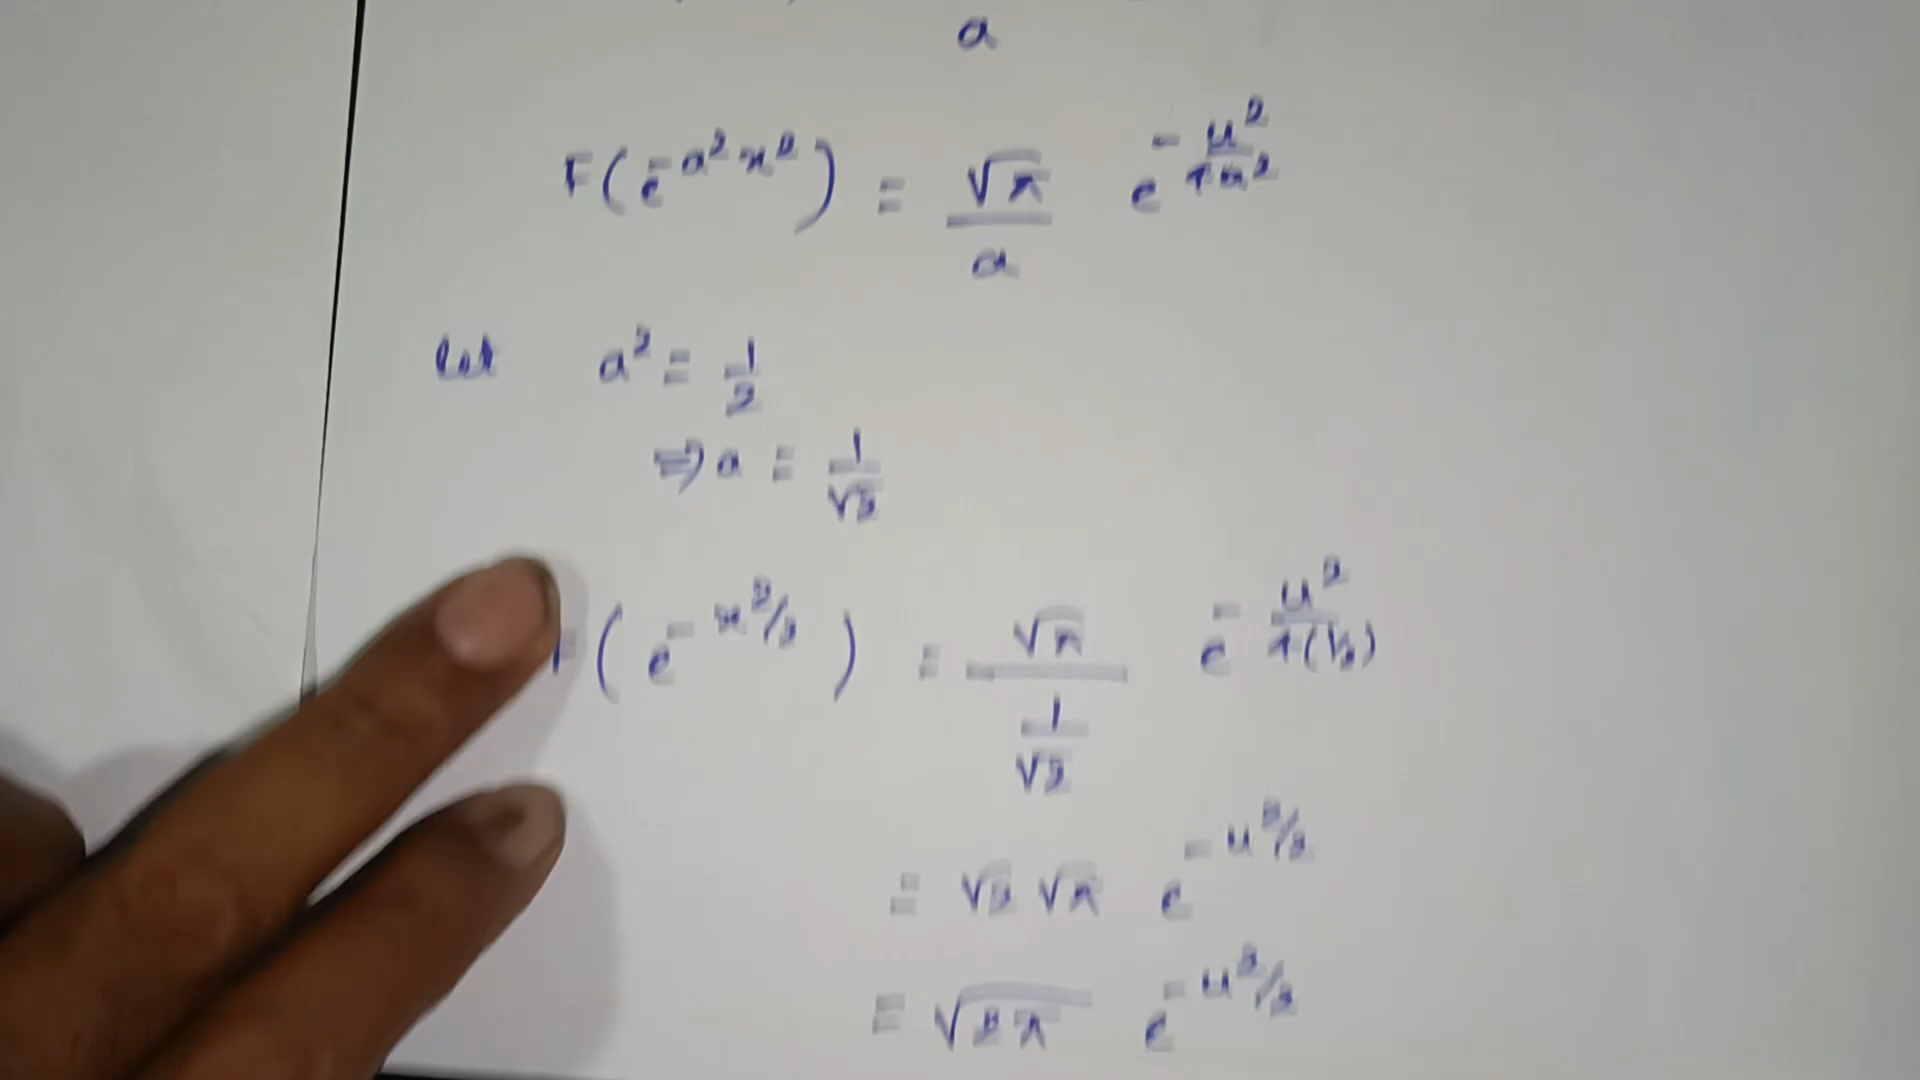 a
F(e^{-a²x²}) = √π/a e^{-u²/4a²}
let a² = 1/2
⇒ a = 1/√2
F(e^{-x²/2}) = √π/(1/√2) e^{-u²/4(1/2)}
= √2 √π e^{-u²/2}
= √2π e^{-u²/2}